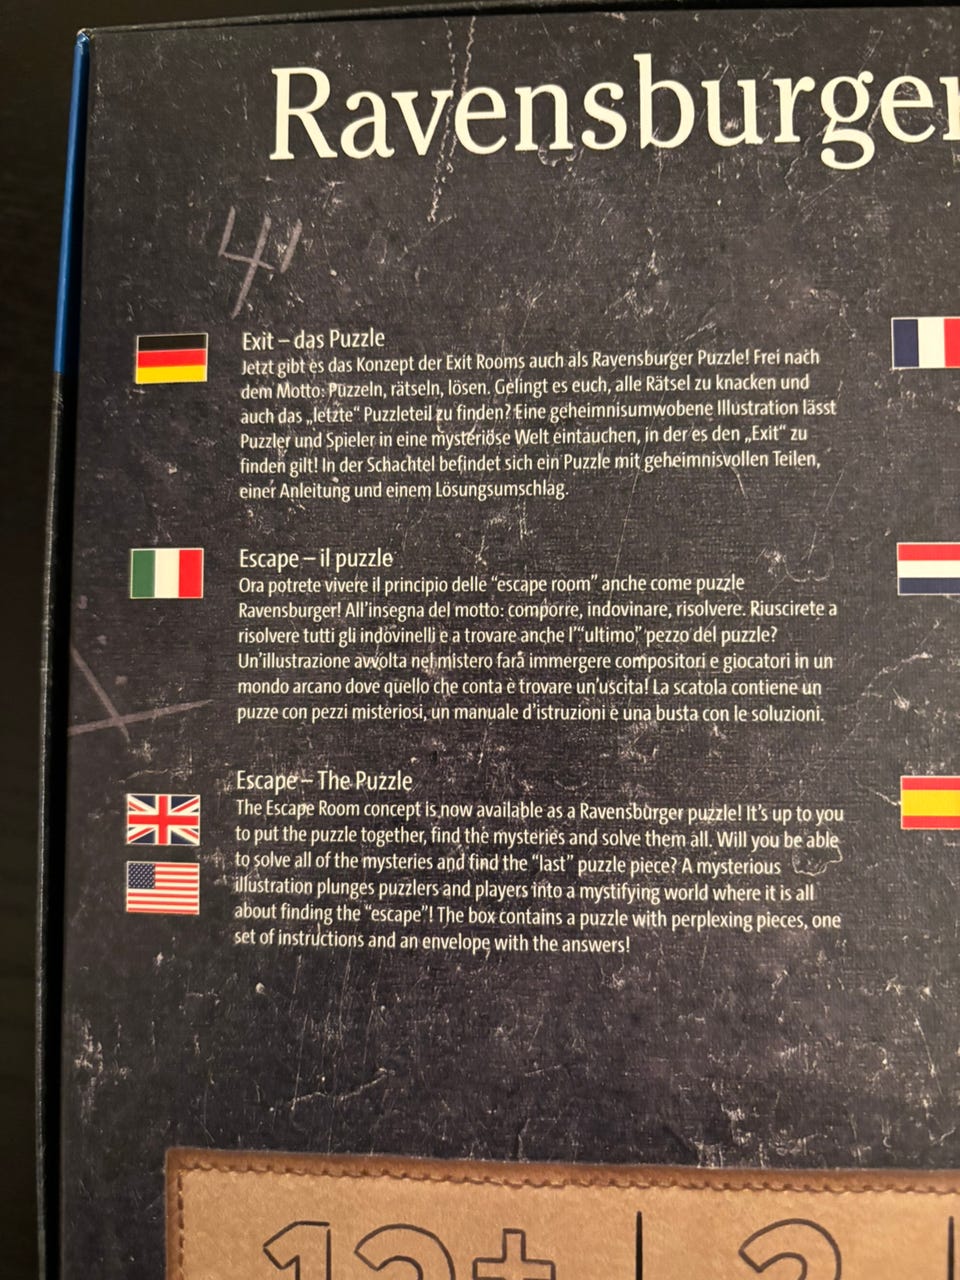 Ravensburger
4'
Exit – das Puzzle
Jetzt gibt es das Konzept der Exit Rooms auch als Ravensburger Puzzle! Frei nach
dem Motto: Puzzeln, rätseln, lösen. Gelingt es euch, alle Rätsel zu knacken und
auch das „letzte“ Puzzleteil zu finden? Eine geheimnisumwobene Illustration lässt
Puzzler und Spieler in eine mysteriöse Welt eintauchen, in der es den „Exit“ zu
finden gilt! In der Schachtel befindet sich ein Puzzle mit geheimnisvollen Teilen,
einer Anleitung und einem Lösungsumschlag.
Escape – il puzzle
Ora potrete vivere il principio delle “escape room” anche come puzzle
Ravensburger! All’insegna del motto: comporre, indovinare, risolvere. Riuscirete a
risolvere tutti gli indovinelli e a trovare anche l’“ultimo” pezzo del puzzle?
Un’illustrazione avvolta nel mistero farà immergere compositori e giocatori in un
mondo arcano dove quello che conta è trovare un’uscita! La scatola contiene un
puzze con pezzi misteriosi, un manuale d’istruzioni e una busta con le soluzioni.
Escape – The Puzzle
The Escape Room concept is now available as a Ravensburger puzzle! It’s up to you
to put the puzzle together, find the mysteries and solve them all. Will you be able
to solve all of the mysteries and find the “last” puzzle piece? A mysterious
illustration plunges puzzlers and players into a mystifying world where it is all
about finding the “escape”! The box contains a puzzle with perplexing pieces, one
set of instructions and an envelope with the answers!
12+